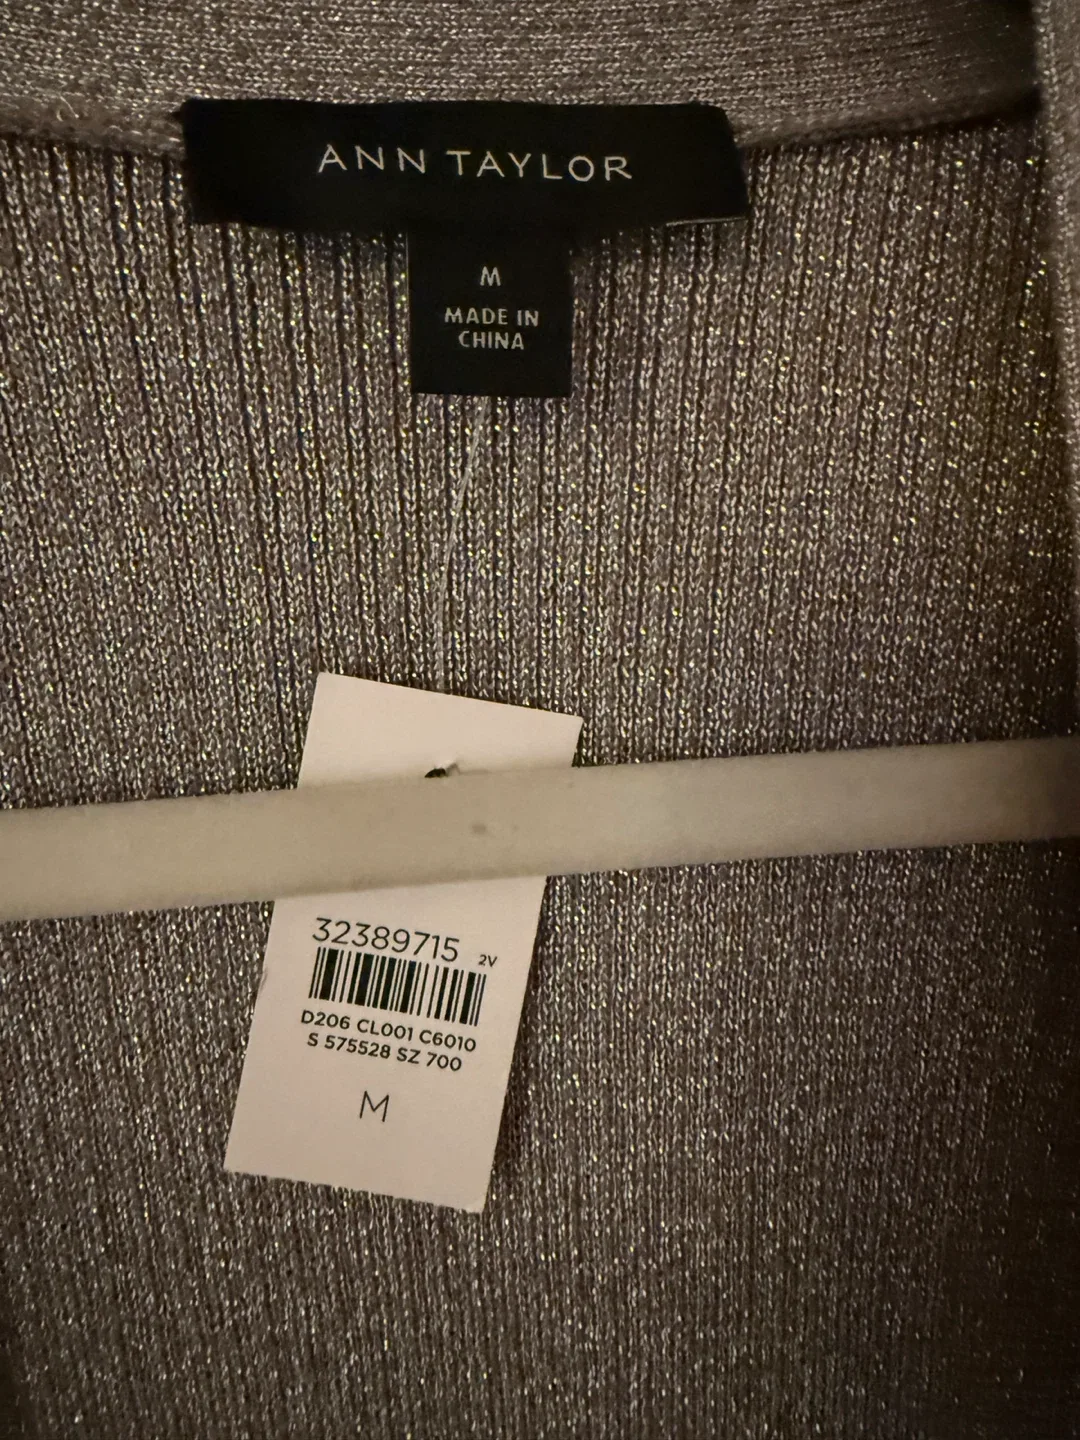 ANN TAYLOR
M
MADE IN
CHINA
32389715 2V
D206 CL001 C6010
S 575528 SZ 700
M